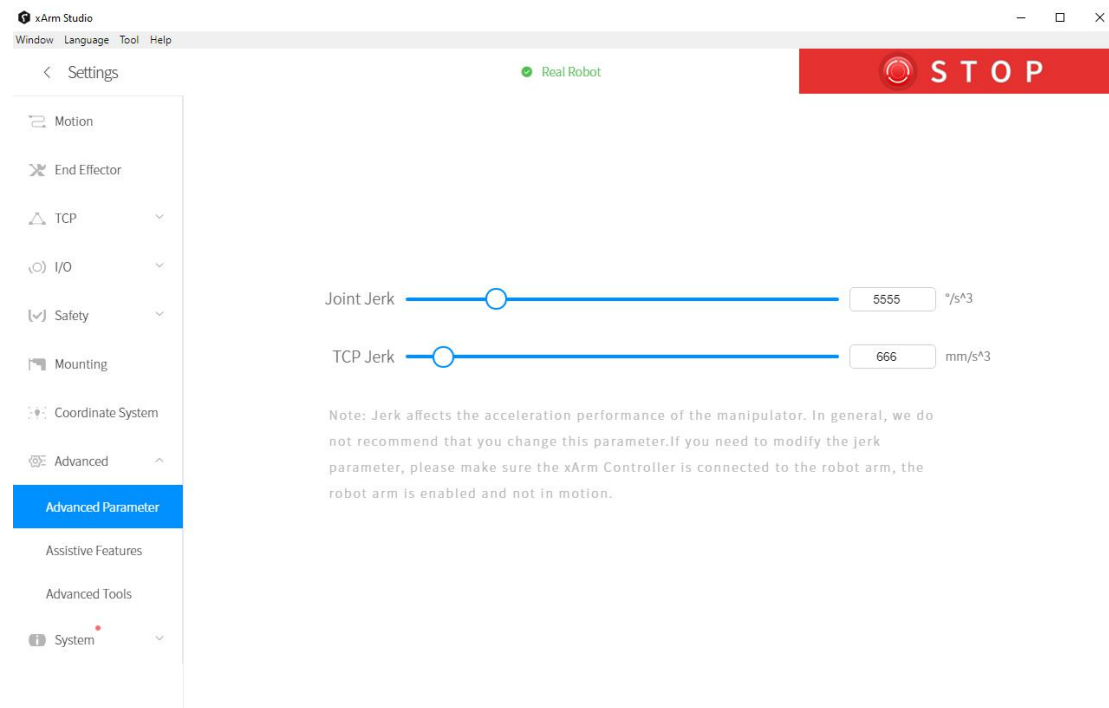 xArm Studio
Window Language Tool Help
Settings
Real Robot
STOP
Motion
End Effector
TCP
I/O
Safety
Mounting
Coordinate System
Advanced
Advanced Parameter
Assistive Features
Advanced Tools
System
Joint Jerk 5555 °/s^3
TCP Jerk 666 mm/s^3
Note: Jerk affects the acceleration performance of the manipulator. In general, we do
not recommend that you change this parameter.If you need to modify the jerk
parameter, please make sure the xArm Controller is connected to the robot arm, the
robot arm is enabled and not in motion.